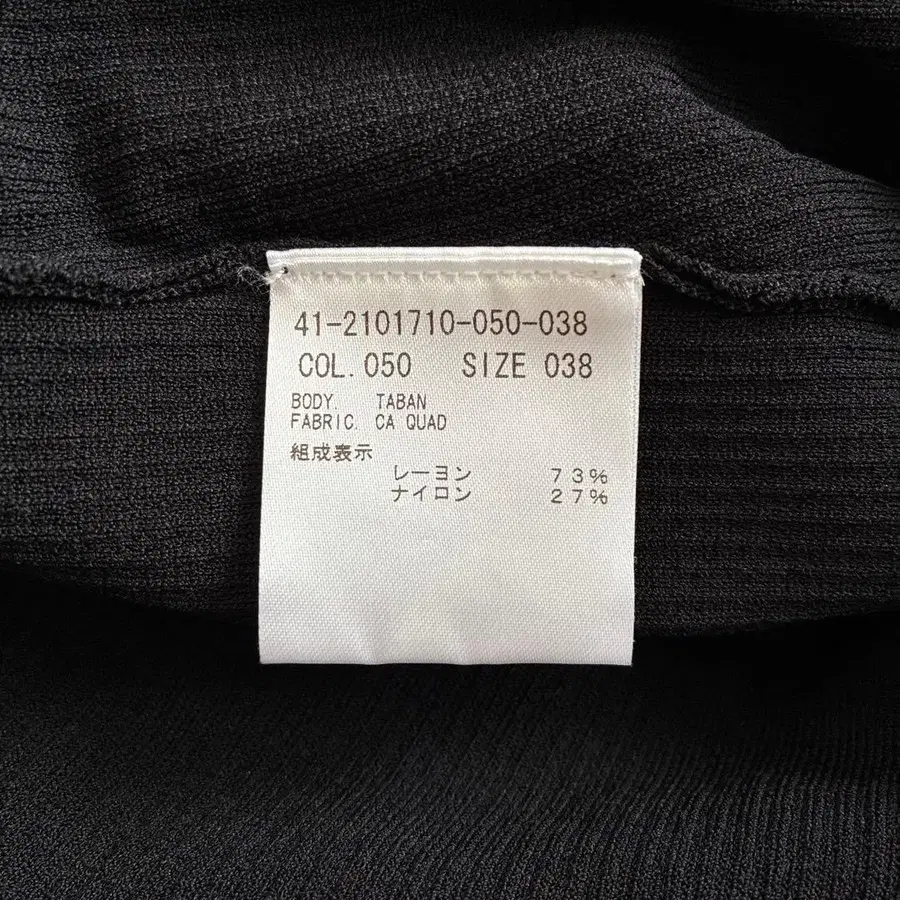 41-2101710-050-038
COL.050 SIZE 038
BODY. TABAN
FABRIC. CA QUAD
組成表示
レーヨン 73%
ナイロン 27%